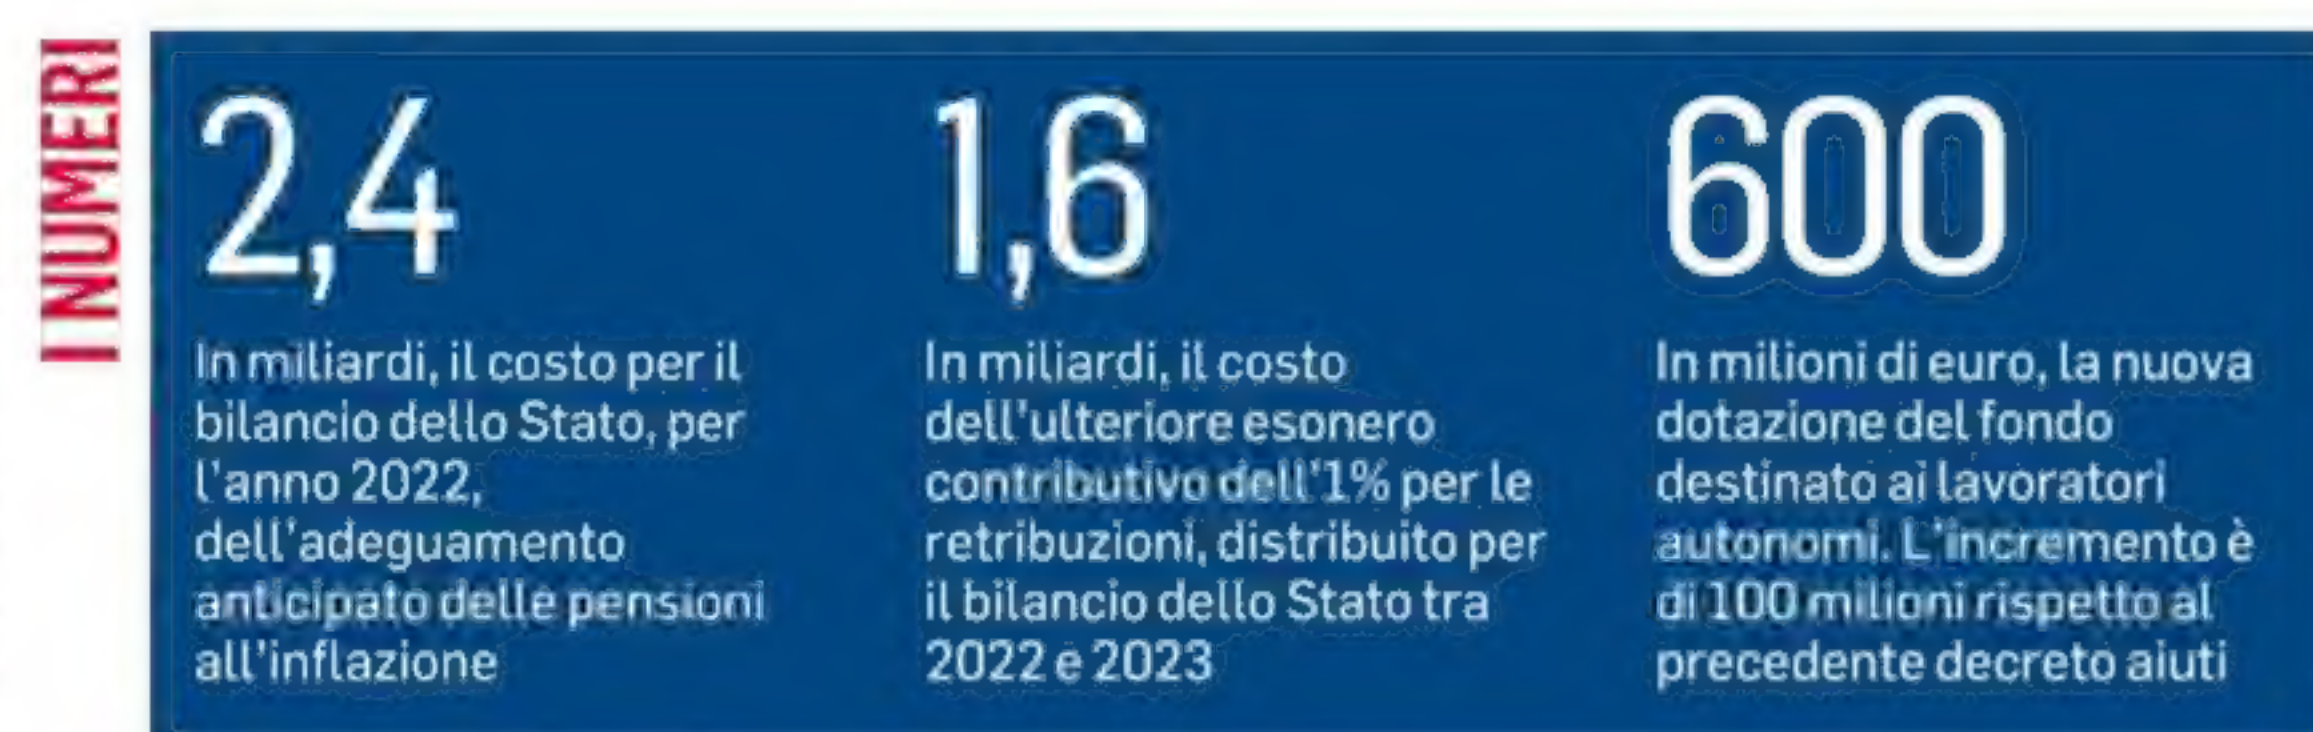 I NUMERI
2,4
In miliardi, il costo per il
bilancio dello Stato, per
l'anno 2022,
dell'adeguamento
anticipato delle pensioni
all'inflazione
1,6
In miliardi, il costo
dell'ulteriore esonero
contributivo dell'1% per le
retribuzioni, distribuito per
il bilancio dello Stato tra
2022 e 2023
600
In milioni di euro, la nuova
dotazione del fondo
destinato ai lavoratori
autonomi. L'incremento è
di 100 milioni rispetto al
precedente decreto aiuti